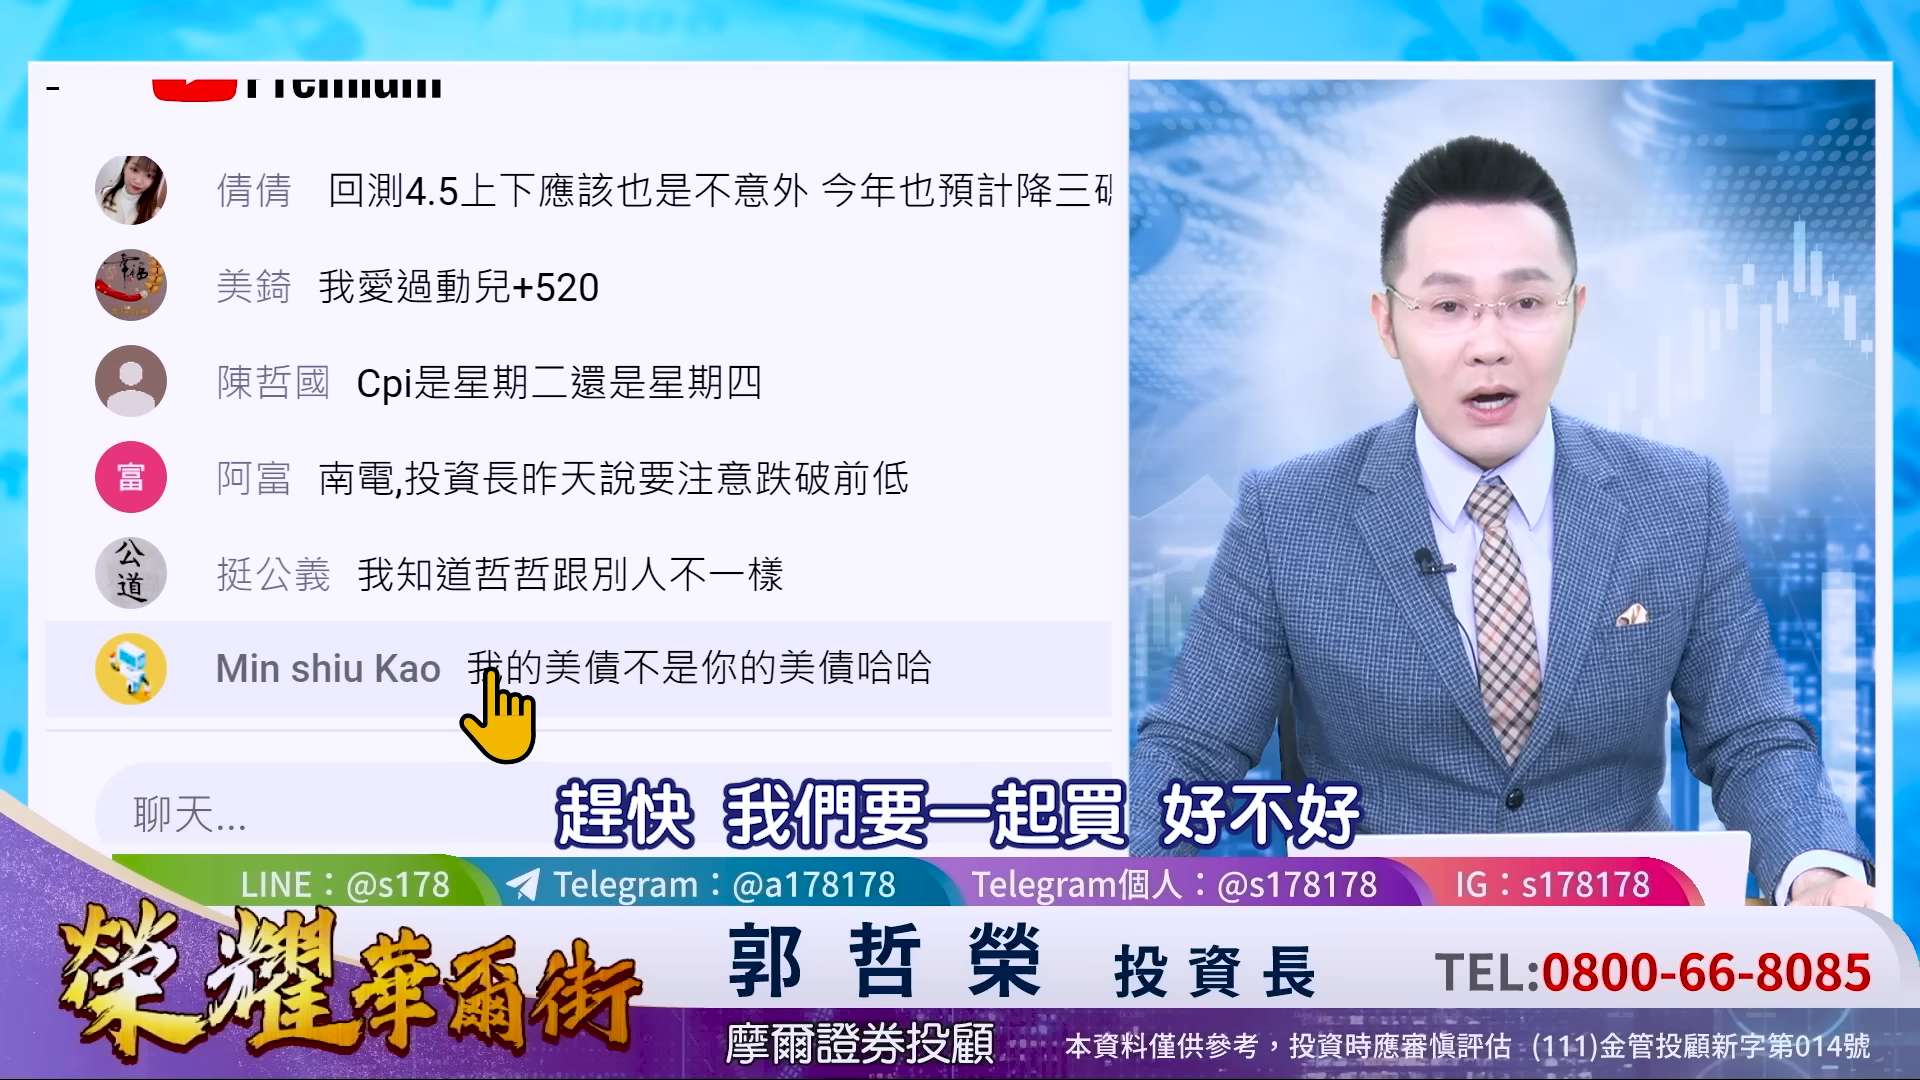 Premium
倩倩 回測4.5上下應該也是不意外 今年也預計降三碼
美錡 我愛過動兒+520
陳哲國 Cpi是星期二還是星期四
富 阿富 南電,投資長昨天說要注意跌破前低
公道 挺公義 我知道哲哲跟別人不一樣
Min shiu Kao 我的美債不是你的美債哈哈
聊天...
趕快 我們要一起買 好不好
LINE：@s178 Telegram：@a178178 Telegram個人：@s178178 IG：s178178
榮耀華爾街
郭哲榮 投資長 TEL:0800-66-8085
摩爾證券投顧 本資料僅供參考，投資時應審慎評估 (111)金管投顧新字第014號